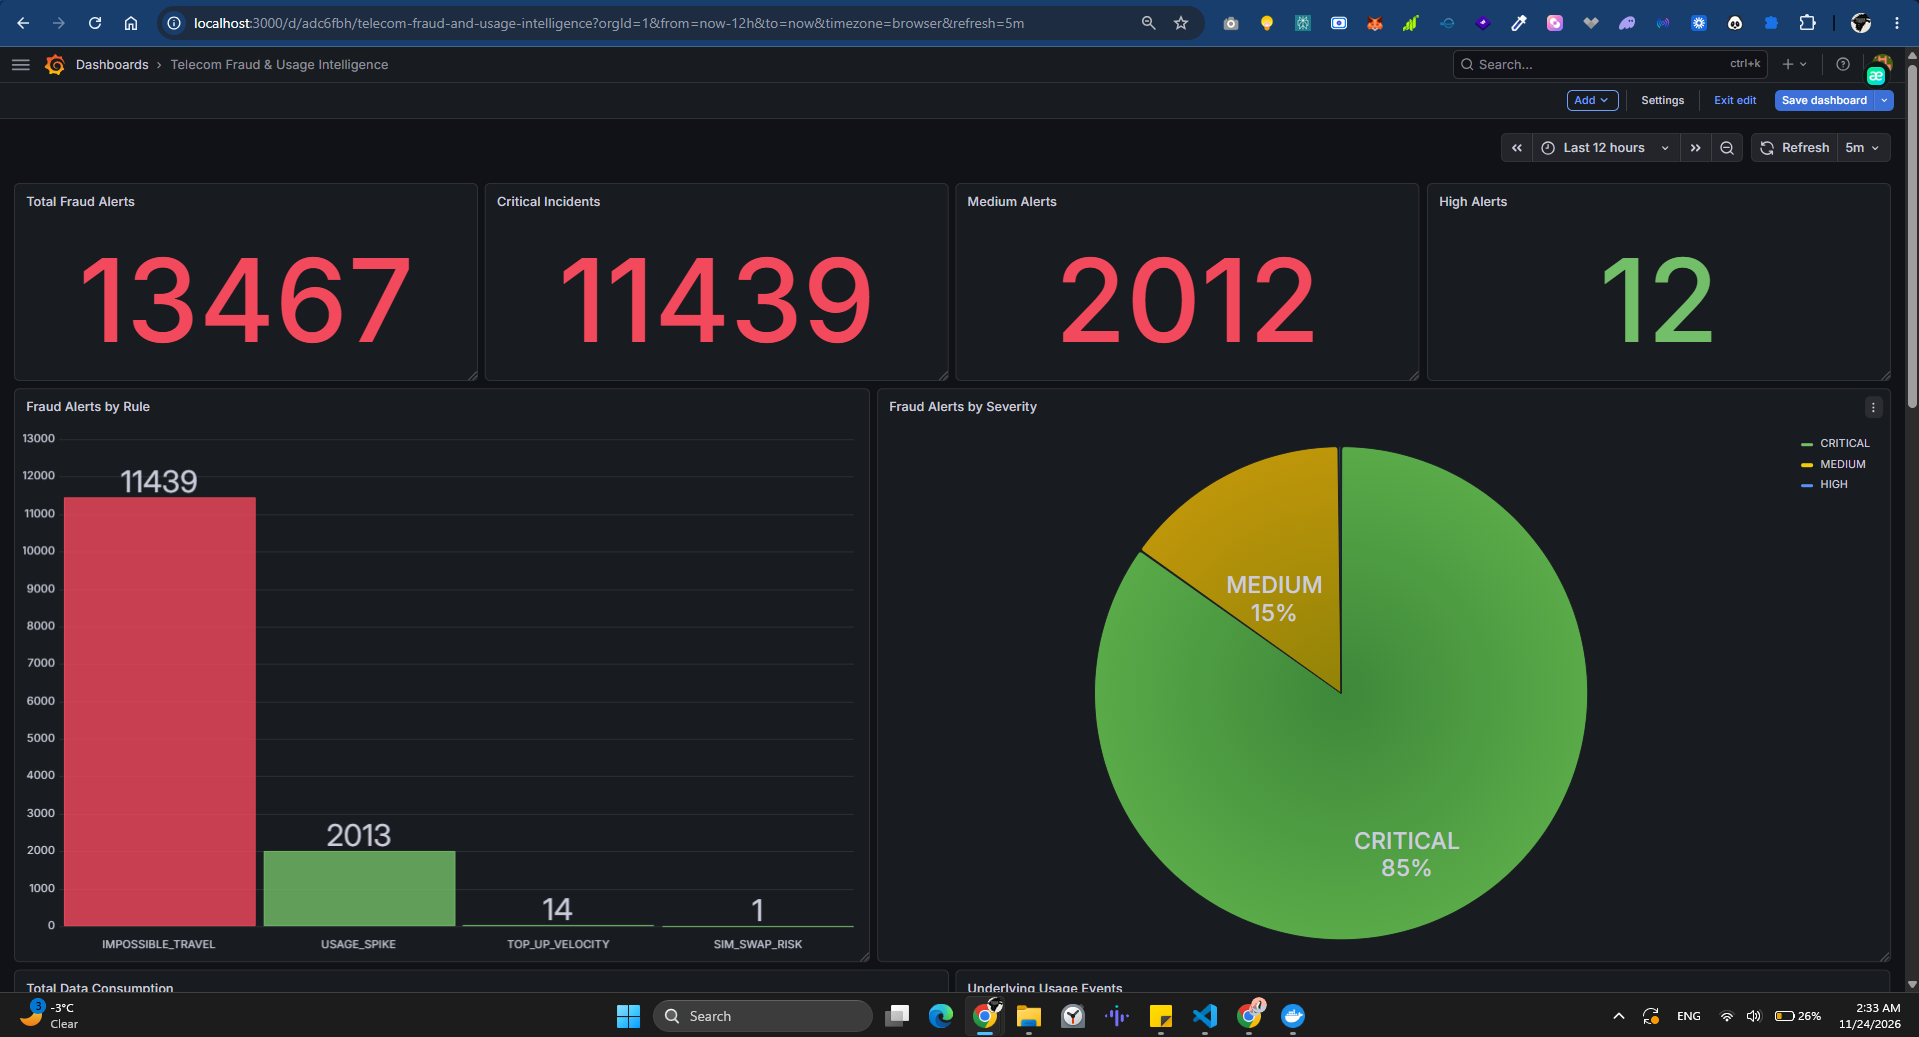 localhost:3000/d/adc6fbh/telecom-fraud-and-usage-intelligence?orgId=1&from=now-12h&to=now&timezone=browser&refresh=5m
Dashboards › Telecom Fraud & Usage Intelligence
Search... ctrl+k
æ
Add Settings Exit edit Save dashboard
Last 12 hours Refresh 5m
Total Fraud Alerts
13467
Critical Incidents
11439
Medium Alerts
2012
High Alerts
12
Fraud Alerts by Rule
13000
12000
11000
10000
9000
8000
7000
6000
5000
4000
3000
2000
1000
0
11439
2013
14
1
IMPOSSIBLE_TRAVEL USAGE_SPIKE TOP_UP_VELOCITY SIM_SWAP_RISK
Fraud Alerts by Severity
CRITICAL
MEDIUM
HIGH
MEDIUM
15%
CRITICAL
85%
Total Data Consumption
Underlying Usage Events
3
-3°C
Clear
Search
ENG
26%
2:33 AM
11/24/2026